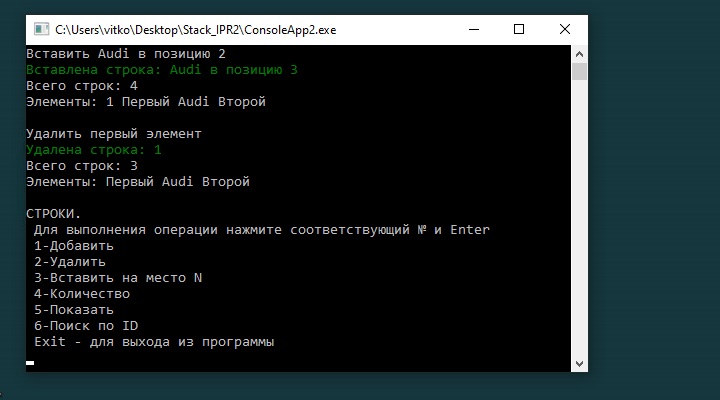 C:\Users\vitko\Desktop\Stack_IPR2\ConsoleApp2.exe
Вставить Audi в позицию 2
Вставлена строка: Audi в позицию 3
Всего строк: 4
Элементы: 1 Первый Audi Второй
Удалить первый элемент
Удалена строка: 1
Всего строк: 3
Элементы: Первый Audi Второй
СТРОКИ.
Для выполнения операции нажмите соответствующий № и Enter
1-Добавить
2-Удалить
3-Вставить на место N
4-Количество
5-Показать
6-Поиск по ID
Exit - для выхода из программы